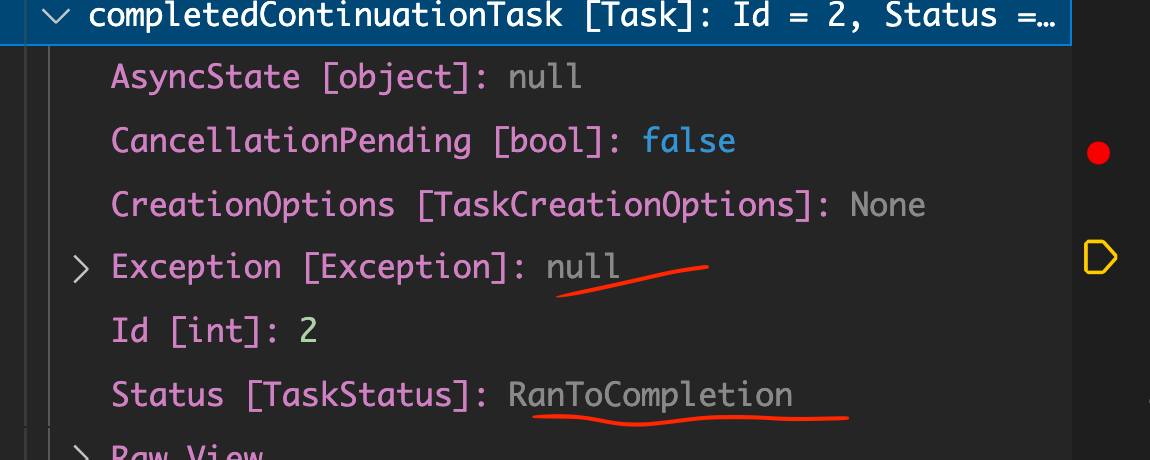 completedContinuationTask [Task]: Id = 2, Status =…
AsyncState [object]: null
CancellationPending [bool]: false
CreationOptions [TaskCreationOptions]: None
Exception [Exception]: null
Id [int]: 2
Status [TaskStatus]: RanToCompletion
Raw View